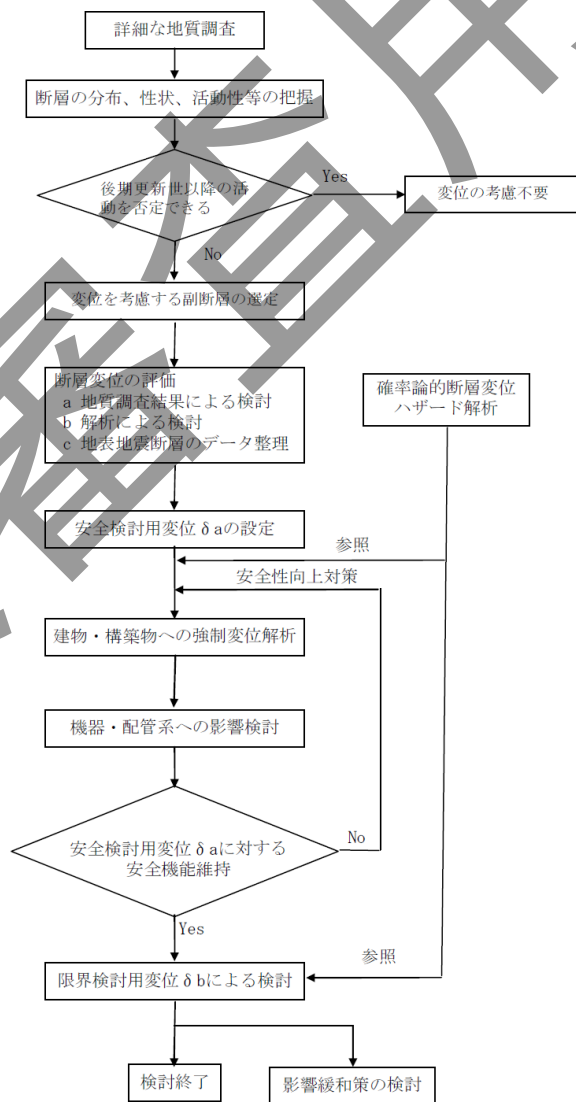 詳細な地質調査
断層の分布、性状、活動性等の把握
後期更新世以降の活
動を否定できる
Yes
変位の考慮不要
No
変位を考慮する副断層の選定
断層変位の評価
a 地質調査結果による検討
b 解析による検討
c 地表地震断層のデータ整理
確率論的断層変位
ハザード解析
安全検討用変位δaの設定
参照
安全性向上対策
建物・構築物への強制変位解析
機器・配管系への影響検討
安全検討用変位δaに対する
安全機能維持
No
Yes
限界検討用変位δbによる検討
参照
検討終了
影響緩和策の検討